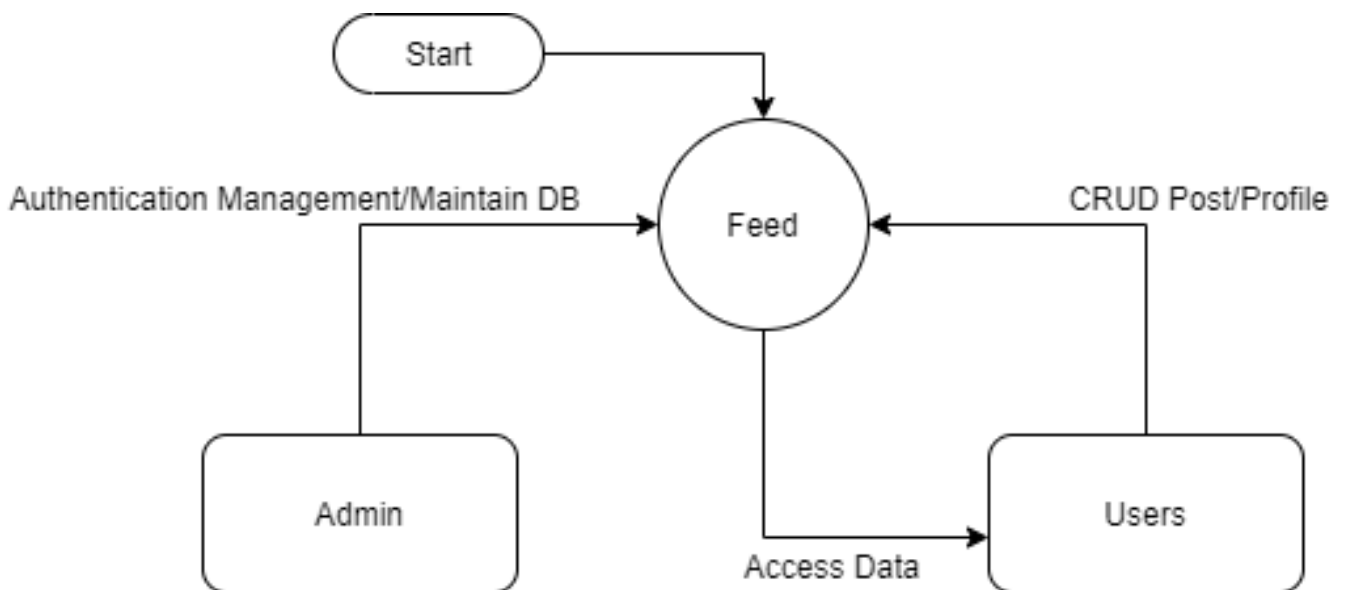 Start
Authentication Management/Maintain DB
CRUD Post/Profile
Feed
Admin
Users
Access Data